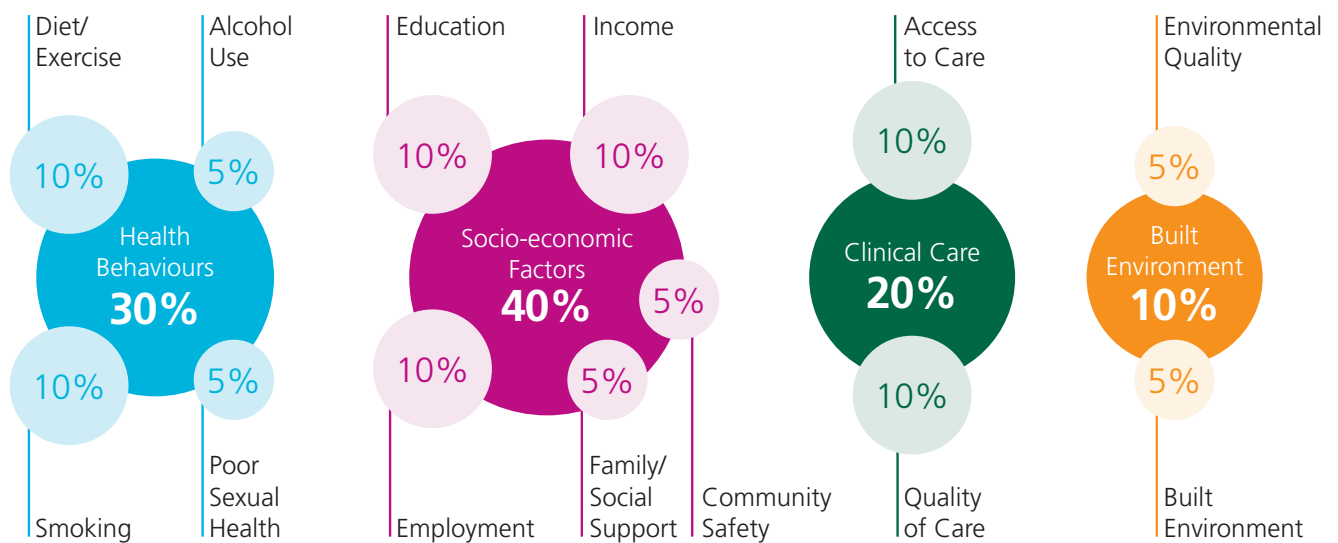 Diet/
Exercise
Alcohol
Use
10%
5%
Health
Behaviours
30%
10%
5%
Smoking
Poor
Sexual
Health
Education
Income
10%
10%
Socio-economic
Factors
40%
5%
10%
5%
Employment
Family/
Social
Support
Community
Safety
Access
to Care
10%
Clinical Care
20%
10%
Quality
of Care
Environmental
Quality
5%
Built
Environment
10%
5%
Built
Environment